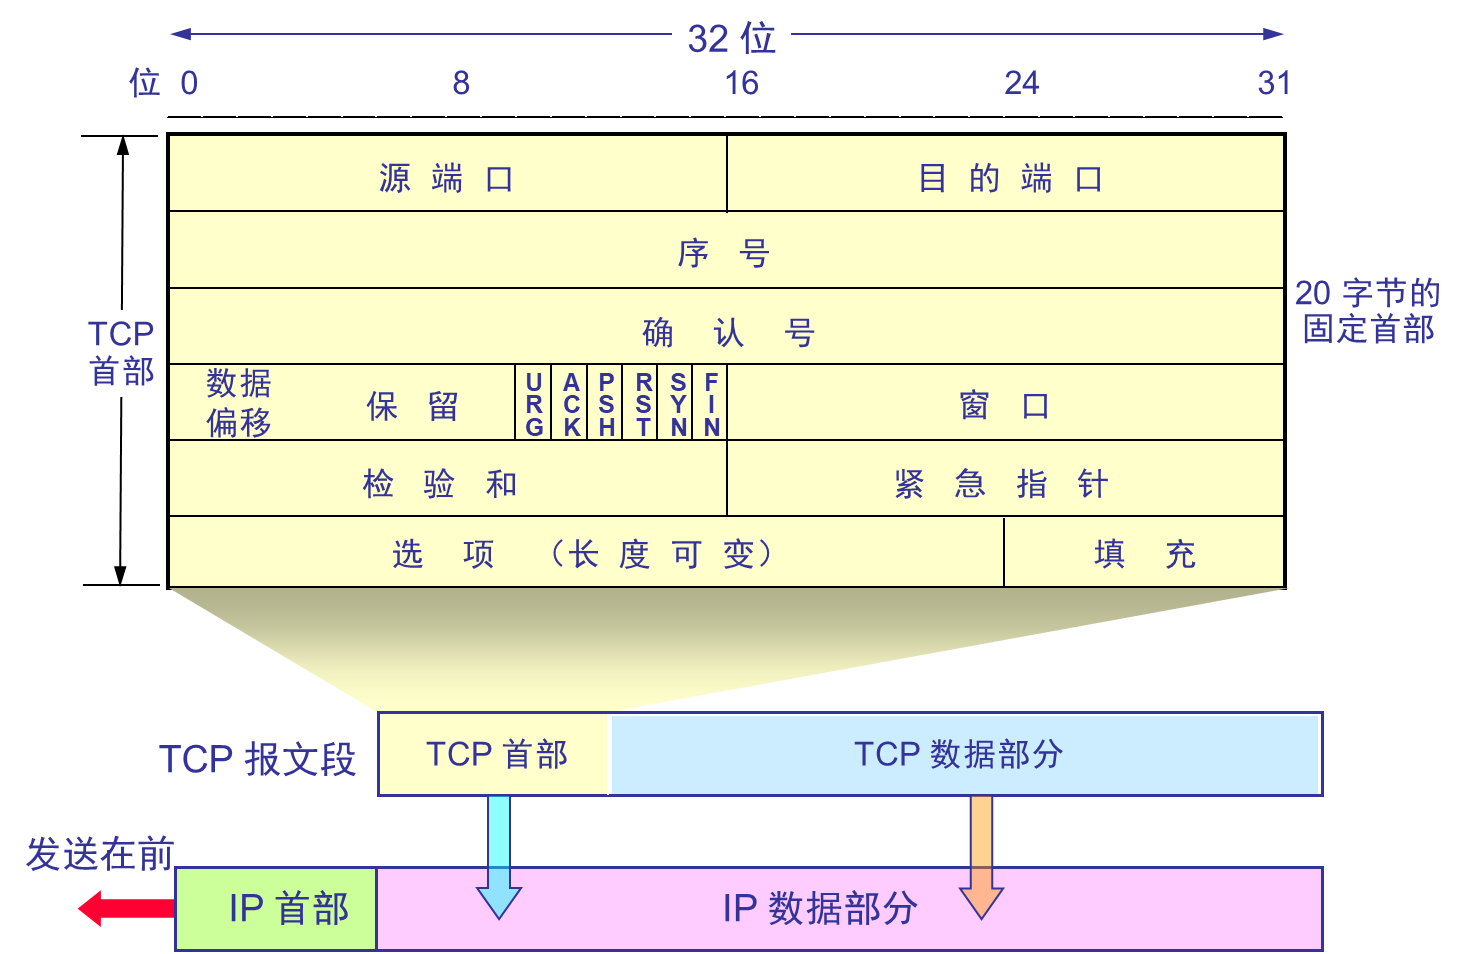 32 位
位 0 8 16 24 31
源 端 口 目 的 端 口
序 号
确 认 号
20 字节的
固定首部
TCP
首部
数据
偏移
保 留
URG
ACK
PSH
RST
SYN
FIN
窗 口
检 验 和 紧 急 指 针
选 项 (长 度 可 变) 填 充
TCP 报文段
TCP 首部 TCP 数据部分
发送在前
IP 首部 IP 数据部分